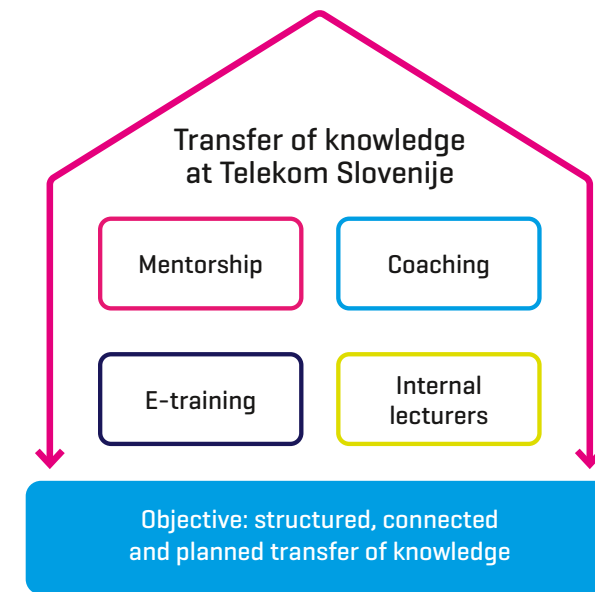 Transfer of knowledge
at Telekom Slovenije
Mentorship
Coaching
E-training
Internal
lecturers
Objective: structured, connected
and planned transfer of knowledge